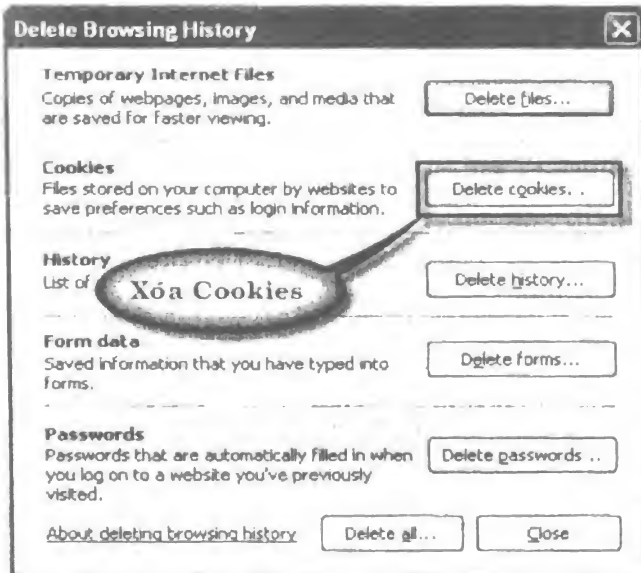 Delete Browsing History
Temporary Internet Files
Copies of webpages, images, and media that
are saved for faster viewing.
Delete files...
Cookies
Files stored on your computer by websites to
save preferences such as login information.
Delete cookies. .
History
List of
Xóa Cookies
Delete history...
Form data
Saved information that you have typed into
forms.
Delete forms...
Passwords
Passwords that are automatically filled in when
you log on to a website you've previously
visited.
Delete passwords ..
About deleting browsing history
Delete all...
Close